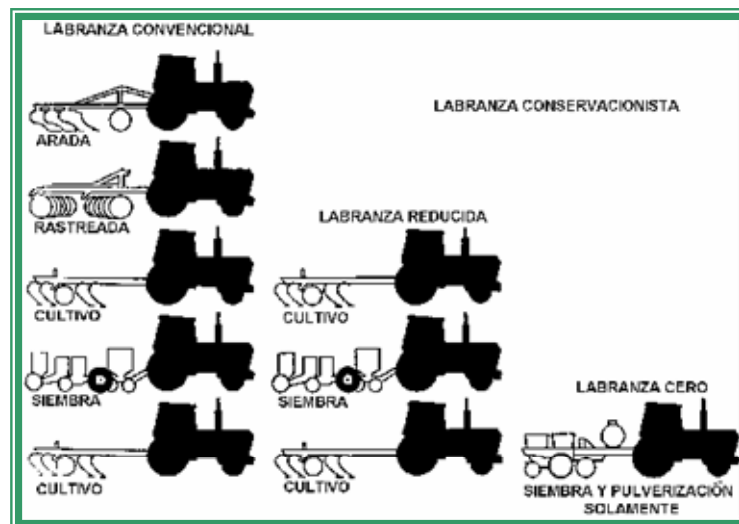 LABRANZA CONVENCIONAL
ARADA
RASTREADA
CULTIVO
SIEMBRA
CULTIVO
LABRANZA CONSERVACIONISTA
LABRANZA REDUCIDA
CULTIVO
SIEMBRA
CULTIVO
LABRANZA CERO
SIEMBRA Y PULVERIZACIÓN
SOLAMENTE